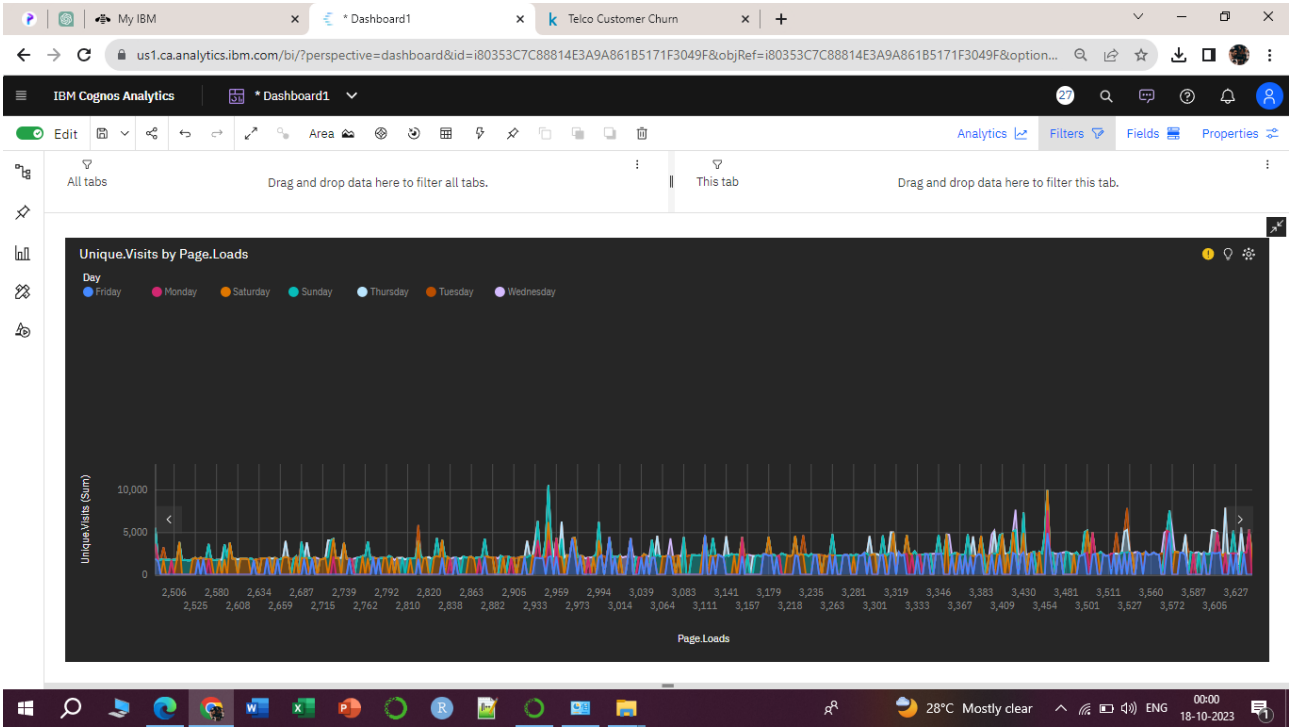 My IBM
* Dashboard1
Telco Customer Churn
us1.ca.analytics.ibm.com/bi/?perspective=dashboard&id=i80353C7C88814E3A9A861B5171F3049F&objRef=i80353C7C88814E3A9A861B5171F3049F&option...
IBM Cognos Analytics
* Dashboard1
27
Edit
Area
Analytics
Filters
Fields
Properties
All tabs
Drag and drop data here to filter all tabs.
This tab
Drag and drop data here to filter this tab.
Unique.Visits by Page.Loads
Day
Friday Monday Saturday Sunday Thursday Tuesday Wednesday
Unique.Visits (Sum)
10,000
5,000
0
2,506 2,580 2,634 2,687 2,739 2,792 2,820 2,863 2,905 2,959 2,994 3,039 3,083 3,141 3,179 3,235 3,281 3,319 3,346 3,383 3,430 3,481 3,511 3,560 3,587 3,627
2,525 2,608 2,659 2,715 2,762 2,810 2,838 2,882 2,933 2,973 3,014 3,064 3,111 3,157 3,218 3,263 3,301 3,333 3,367 3,409 3,454 3,501 3,527 3,572 3,605
Page.Loads
28°C Mostly clear
ENG
00:00
18-10-2023
1